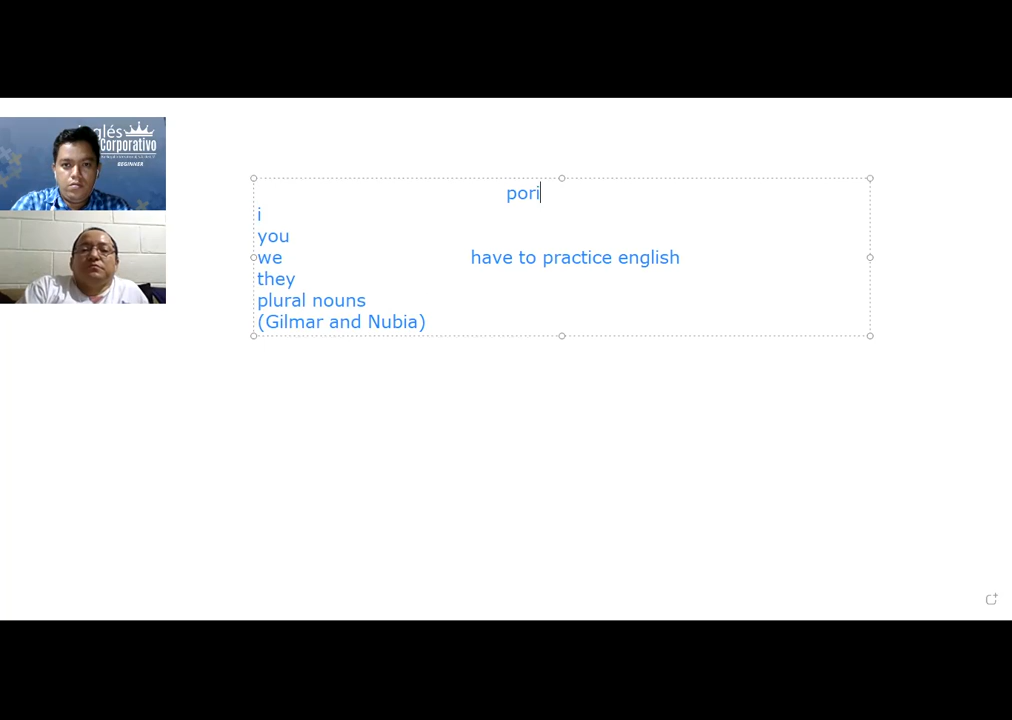 Inglés
Corporativo
BEGINNER
pori
i
you
we have to practice english
they
plural nouns
(Gilmar and Nubia)